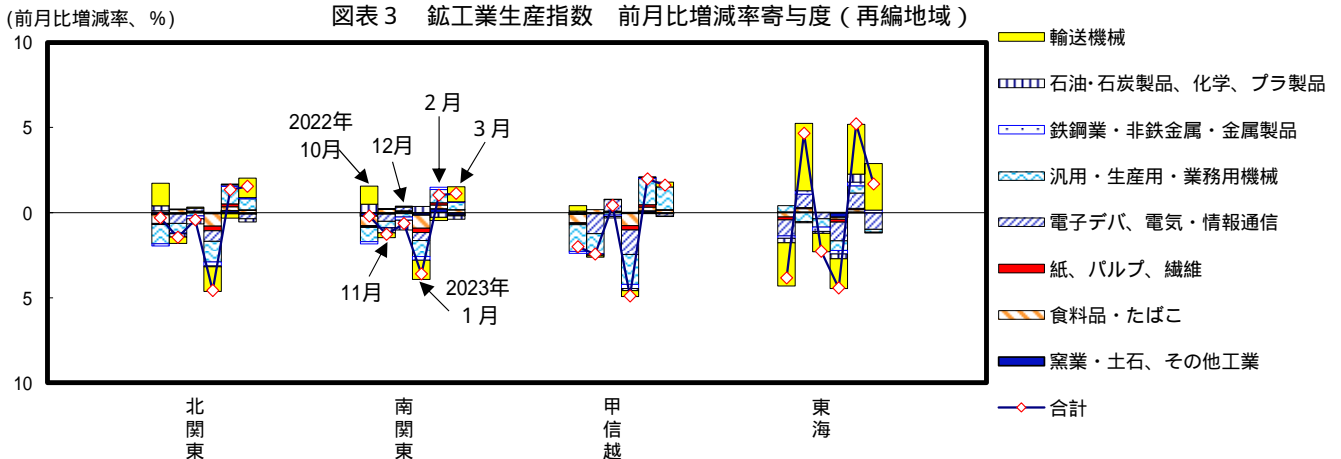 (前月比増減率、%)
図表3　鉱工業生産指数　前月比増減率寄与度(再編地域)
10
5
0
5
10
2022年
10月
11月
12月
2023年
1月
2月
3月
北関東
南関東
甲信越
東海
輸送機械
石油・石炭製品、化学、プラ製品
鉄鋼業・非鉄金属・金属製品
汎用・生産用・業務用機械
電子デバ、電気・情報通信
紙、パルプ、繊維
食料品・たばこ
窯業・土石、その他工業
合計